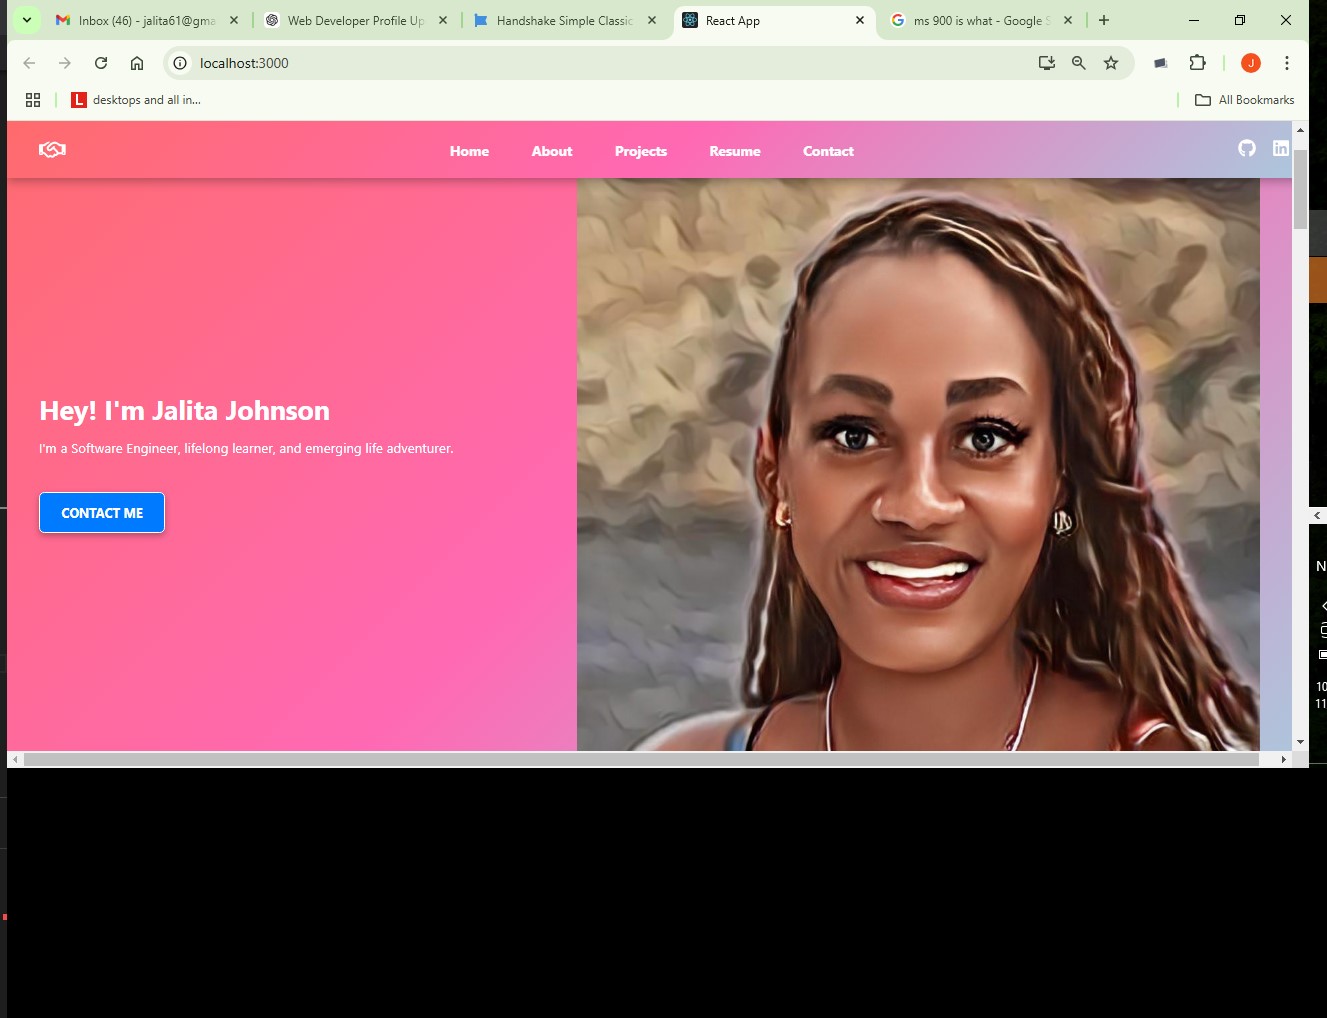 Inbox (46) - jalita61@gma
Web Developer Profile Up
Handshake Simple Classic
React App
ms 900 is what - Google S
localhost:3000
J
L desktops and all in...
All Bookmarks
Home About Projects Resume Contact
in
Hey! I'm Jalita Johnson
I'm a Software Engineer, lifelong learner, and emerging life adventurer.
CONTACT ME
N
10
11